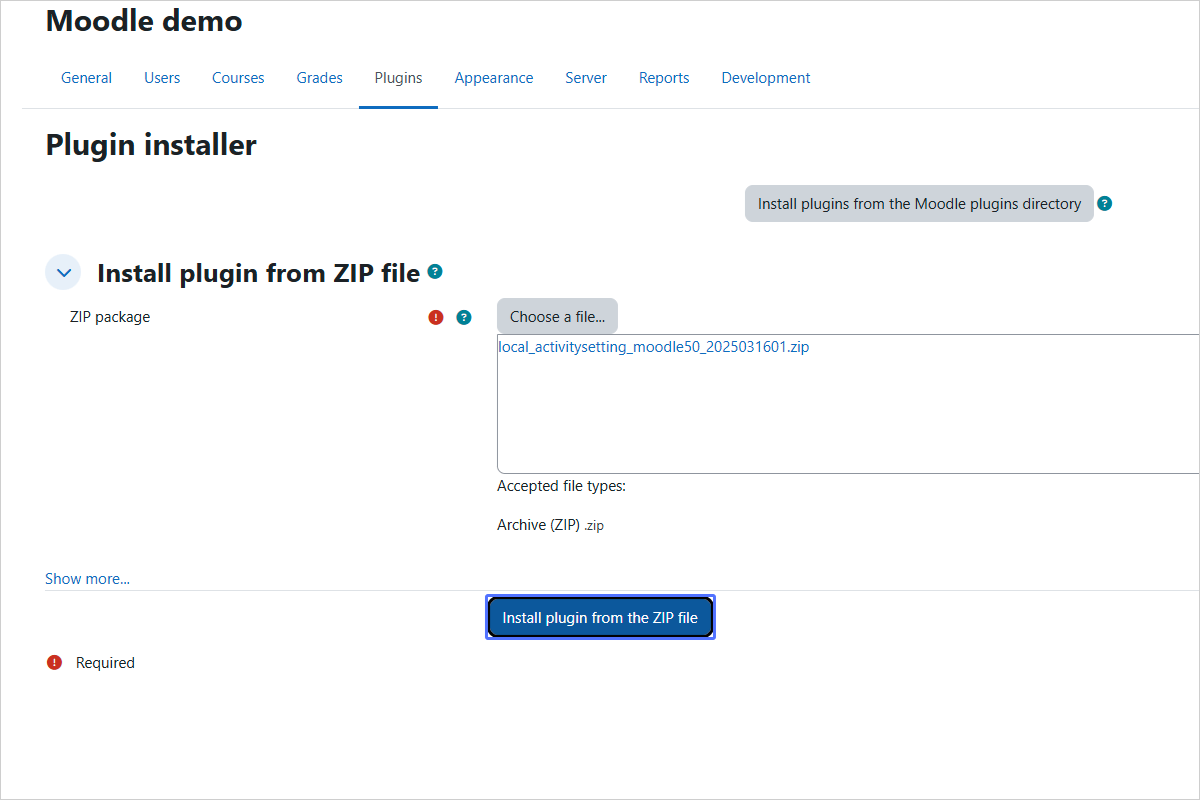 Moodle demo
General Users Courses Grades Plugins Appearance Server Reports Development
Plugin installer
Install plugins from the Moodle plugins directory ?
Install plugin from ZIP file ?
ZIP package ! ? Choose a file...
local_activitysetting_moodle50_2025031601.zip
Accepted file types:
Archive (ZIP) .zip
Show more...
Install plugin from the ZIP file
! Required